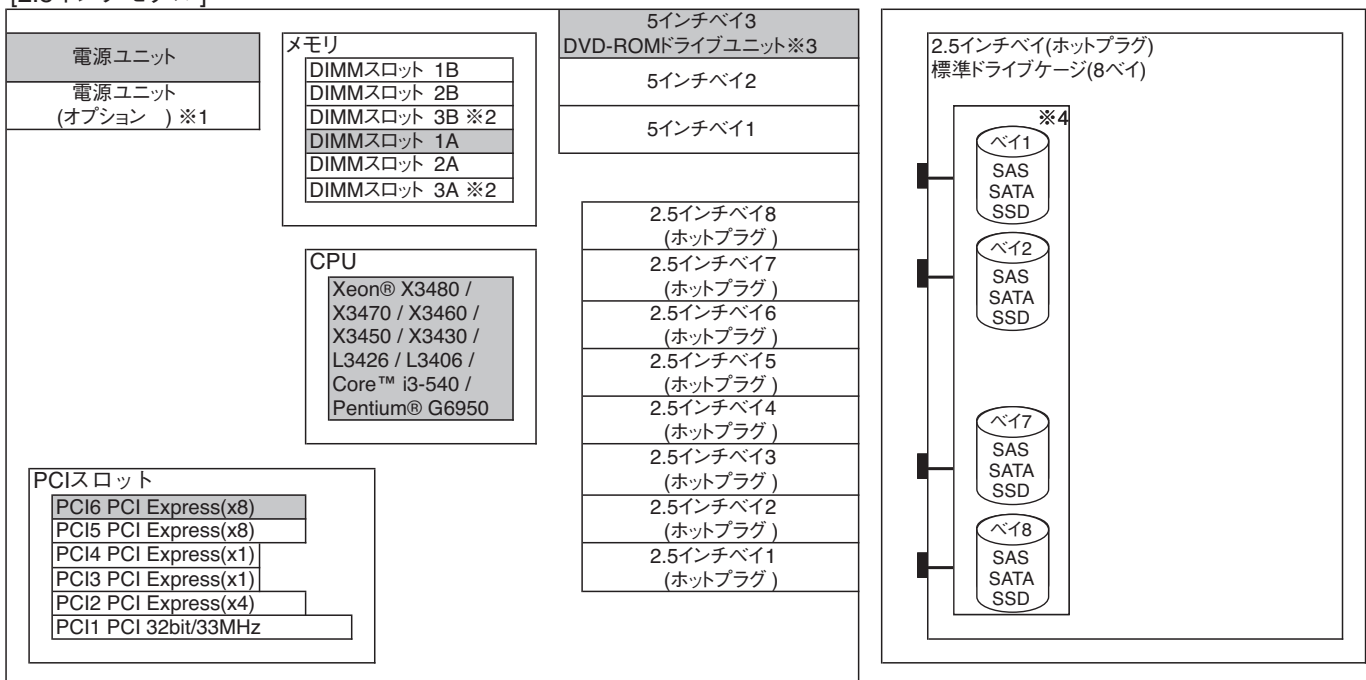 [2.5インチモデル]
電源ユニット
電源ユニット
(オプション ) ※1
メモリ
DIMMスロット 1B
DIMMスロット 2B
DIMMスロット 3B ※2
DIMMスロット 1A
DIMMスロット 2A
DIMMスロット 3A ※2
CPU
Xeon® X3480 /
X3470 / X3460 /
X3450 / X3430 /
L3426 / L3406 /
Core™ i3-540 /
Pentium® G6950
PCIスロット
PCI6 PCI Express(x8)
PCI5 PCI Express(x8)
PCI4 PCI Express(x1)
PCI3 PCI Express(x1)
PCI2 PCI Express(x4)
PCI1 PCI 32bit/33MHz
5インチベイ3
DVD-ROMドライブユニット※3
5インチベイ2
5インチベイ1
2.5インチベイ8
(ホットプラグ )
2.5インチベイ7
(ホットプラグ )
2.5インチベイ6
(ホットプラグ )
2.5インチベイ5
(ホットプラグ )
2.5インチベイ4
(ホットプラグ )
2.5インチベイ3
(ホットプラグ )
2.5インチベイ2
(ホットプラグ )
2.5インチベイ1
(ホットプラグ )
2.5インチベイ(ホットプラグ)
標準ドライブケージ(8ベイ)
※4
ベイ1
SAS
SATA
SSD
ベイ2
SAS
SATA
SSD
ベイ7
SAS
SATA
SSD
ベイ8
SAS
SATA
SSD